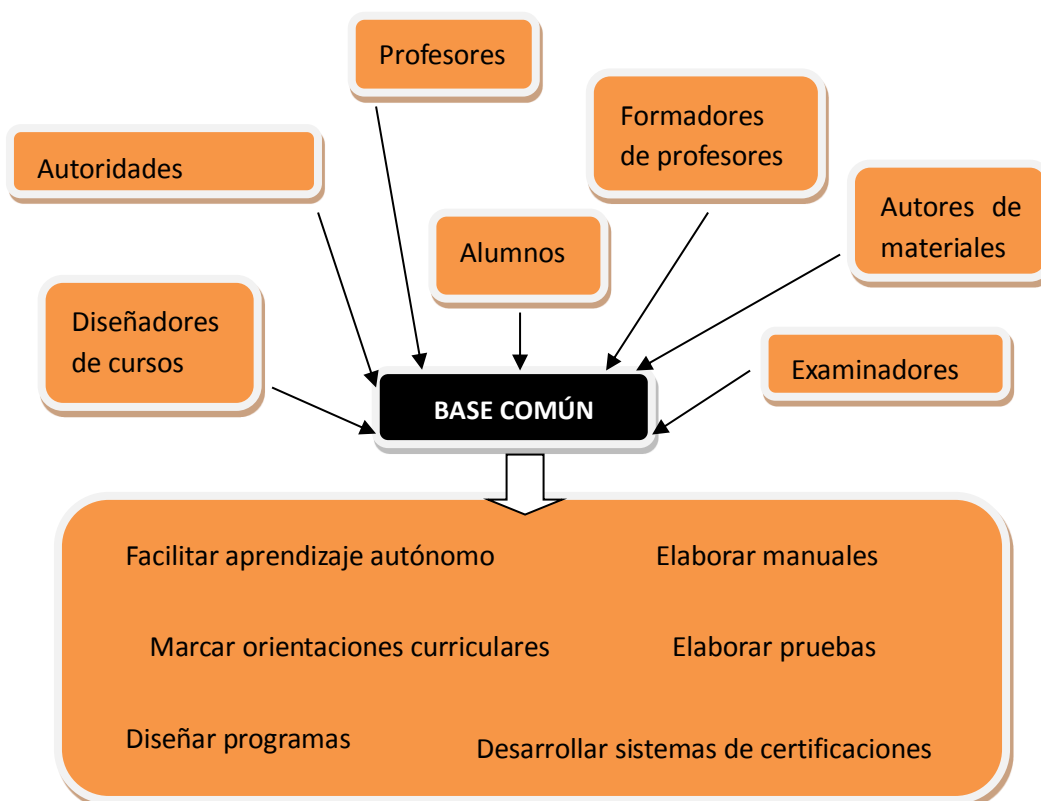 Profesores
Formadores
de profesores
Autoridades
Autores de
materiales
Alumnos
Diseñadores
de cursos
Examinadores
BASE COMÚN
Facilitar aprendizaje autónomo
Elaborar manuales
Marcar orientaciones curriculares
Elaborar pruebas
Diseñar programas
Desarrollar sistemas de certificaciones